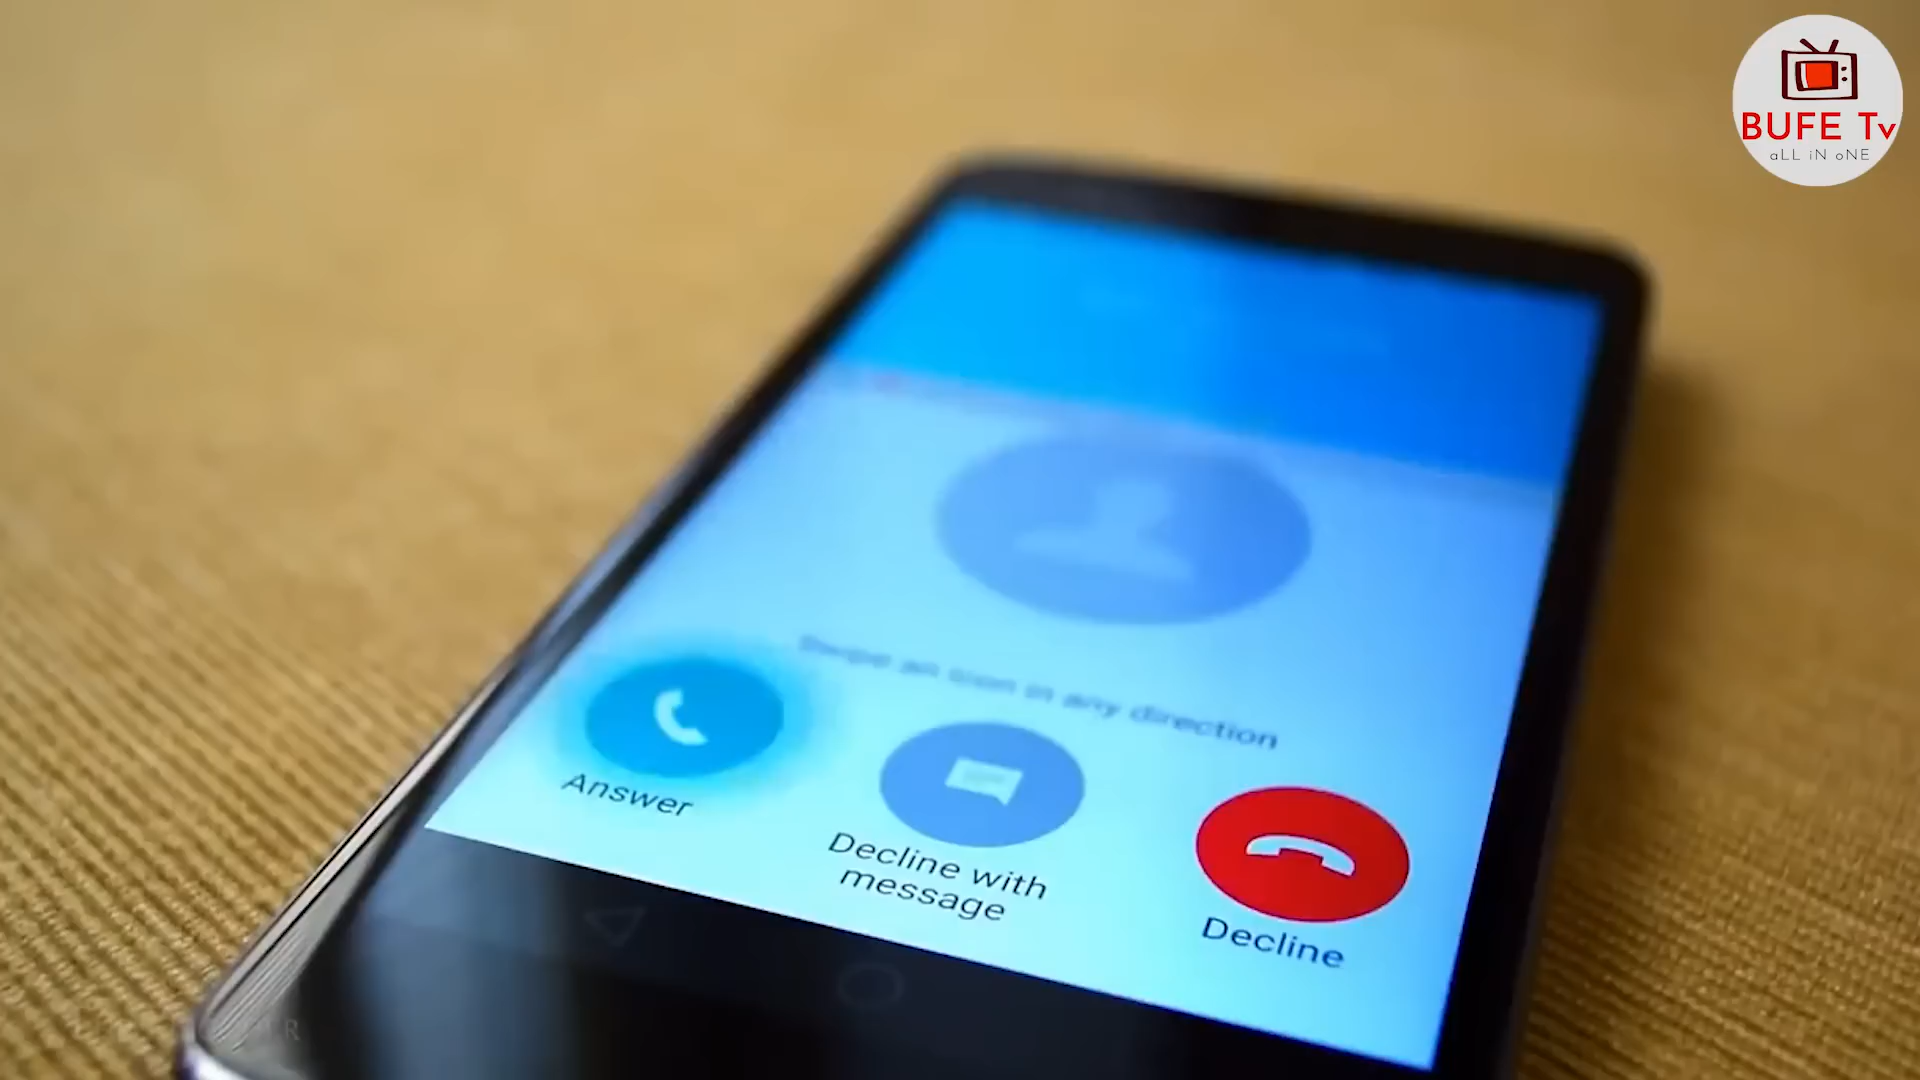 BUFE Tv
aLL iN oNE
Swipe an icon in any direction
Answer
Decline with
message
Decline